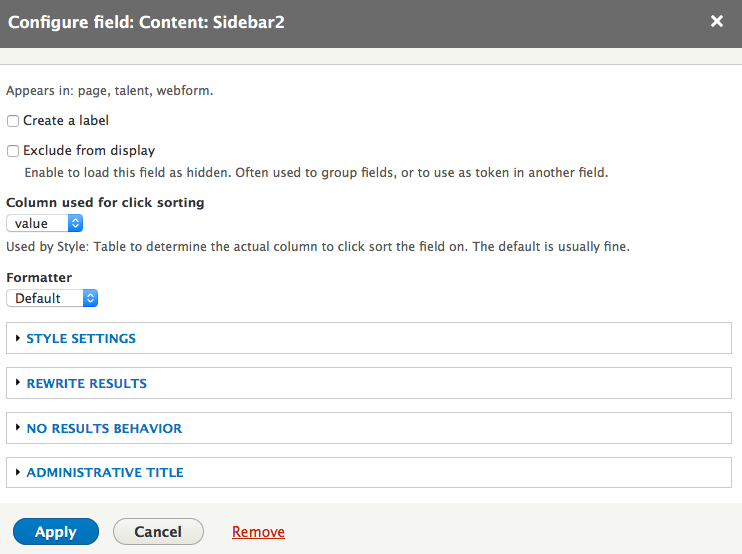 Configure field: Content: Sidebar2
Appears in: page, talent, webform.
Create a label
Exclude from display
Enable to load this field as hidden. Often used to group fields, or to use as token in another field.
Column used for click sorting
value
Used by Style: Table to determine the actual column to click sort the field on. The default is usually fine.
Formatter
Default
STYLE SETTINGS
REWRITE RESULTS
NO RESULTS BEHAVIOR
ADMINISTRATIVE TITLE
Apply Cancel Remove